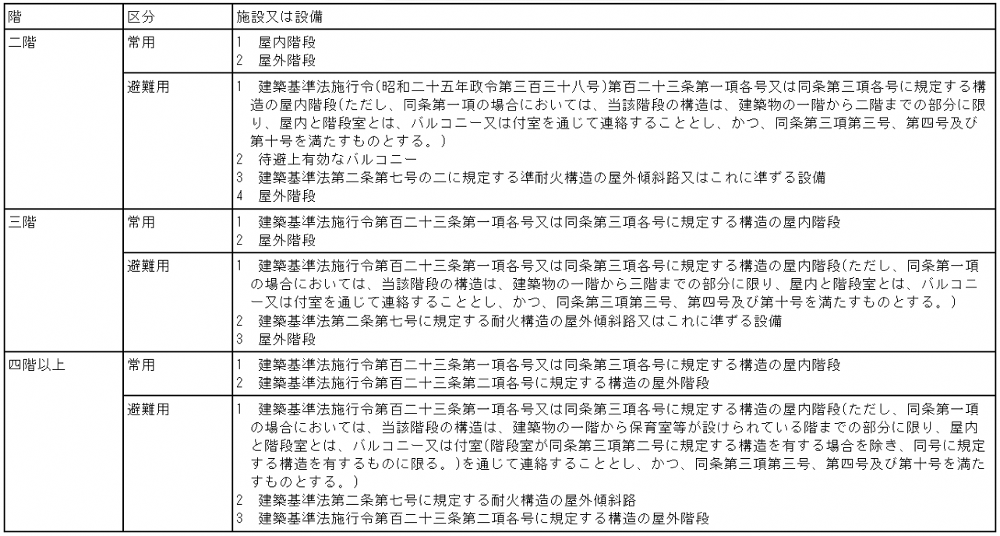 階 区分 施設又は設備
二階 常用 1 屋内階段
2 屋外階段
避難用 1 建築基準法施行令(昭和二十五年政令第三百三十八号)第百二十三条第一項各号又は同条第三項各号に規定する構
造の屋内階段(ただし、同条第一項の場合においては、当該階段の構造は、建築物の一階から二階までの部分に限
り、屋内と階段室とは、バルコニー又は付室を通じて連絡することとし、かつ、同条第三項第三号、第四号及び
第十号を満たすものとする。)
2 待避上有効なバルコニー
3 建築基準法第二条第七号の二に規定する準耐火構造の屋外傾斜路又はこれに準ずる設備
4 屋外階段
三階 常用 1 建築基準法施行令第百二十三条第一項各号又は同条第三項各号に規定する構造の屋内階段
2 屋外階段
避難用 1 建築基準法施行令第百二十三条第一項各号又は同条第三項各号に規定する構造の屋内階段(ただし、同条第一項
の場合においては、当該階段の構造は、建築物の一階から三階までの部分に限り、屋内と階段室とは、バルコニ
ー又は付室を通じて連絡することとし、かつ、同条第三項第三号、第四号及び第十号を満たすものとする。)
2 建築基準法第二条第七号に規定する耐火構造の屋外傾斜路又はこれに準ずる設備
3 屋外階段
四階以上 常用 1 建築基準法施行令第百二十三条第一項各号又は同条第三項各号に規定する構造の屋内階段
2 建築基準法施行令第百二十三条第二項各号に規定する構造の屋外階段
避難用 1 建築基準法施行令第百二十三条第一項各号又は同条第三項各号に規定する構造の屋内階段(ただし、同条第一項
の場合においては、当該階段の構造は、建築物の一階から保育室等が設けられている階までの部分に限り、屋内
と階段室とは、バルコニー又は付室(階段室が同条第三項第二号に規定する構造を有する場合を除き、同号に規定
する構造を有するものに限る。)を通じて連絡することとし、かつ、同条第三項第三号、第四号及び第十号を満た
すものとする。)
2 建築基準法第二条第七号に規定する耐火構造の屋外傾斜路
3 建築基準法施行令第百二十三条第二項各号に規定する構造の屋外階段